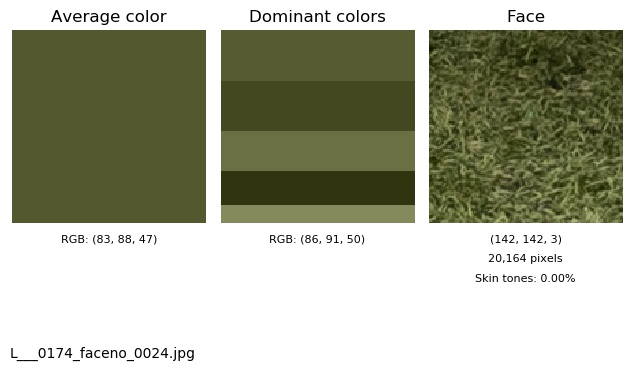 Average color
Dominant colors
Face
RGB: (83, 88, 47)
RGB: (86, 91, 50)
(142, 142, 3)
20,164 pixels
Skin tones: 0.00%
L___0174_faceno_0024.jpg